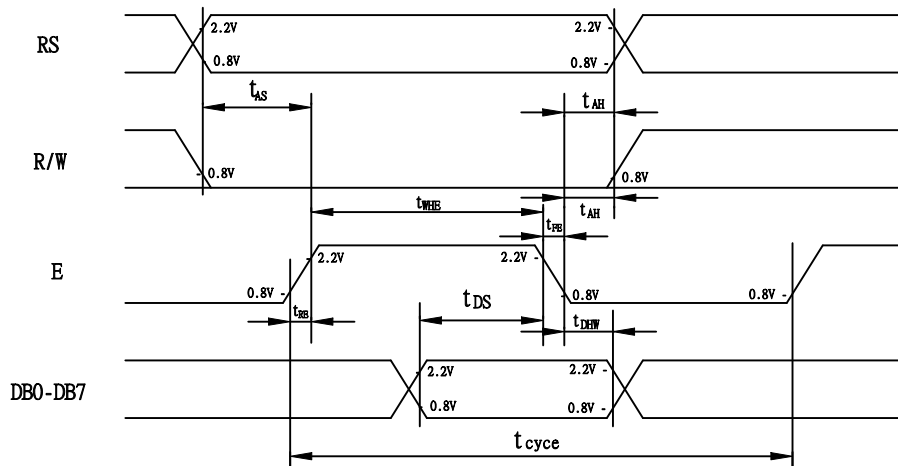 RS
2.2V
2.2V
0.8V
0.8V
tAS
tAH
R/W
0.8V
0.8V
tWHE
tAH
tFE
E
2.2V
2.2V
0.8V
0.8V
0.8V
tRE
tDS
tDHW
DB0-DB7
2.2V
2.2V
0.8V
0.8V
tcyce